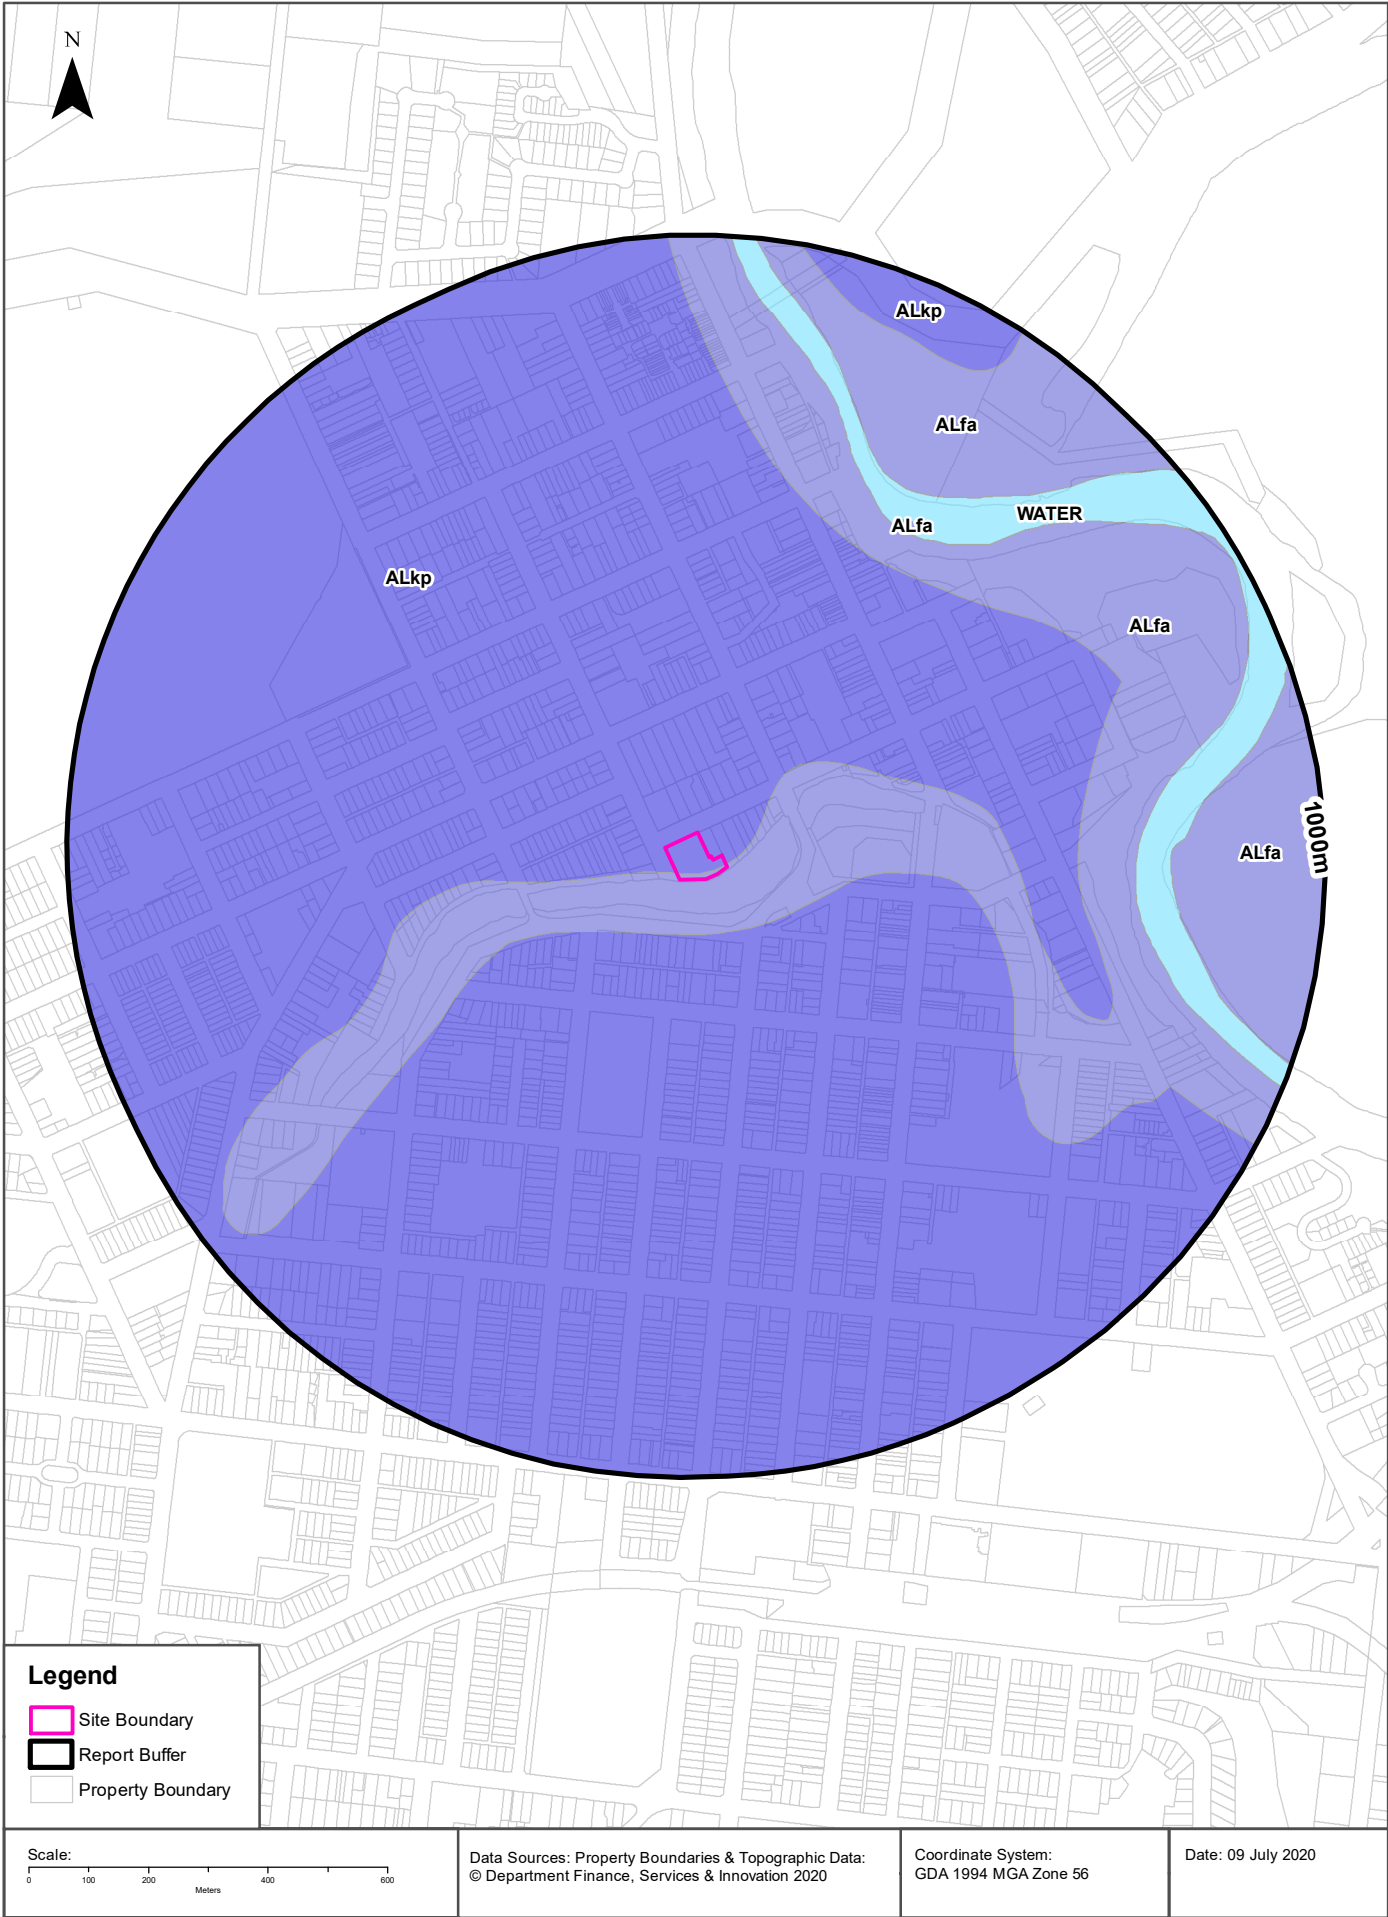 N
ALkp
ALfa
WATER
ALfa
ALkp
ALfa
1000m
ALfa
Legend
Site Boundary
Report Buffer
Property Boundary
Scale:
0 100 200 400 600
Meters
Data Sources: Property Boundaries & Topographic Data:
© Department Finance, Services & Innovation 2020
Coordinate System:
GDA 1994 MGA Zone 56
Date: 09 July 2020